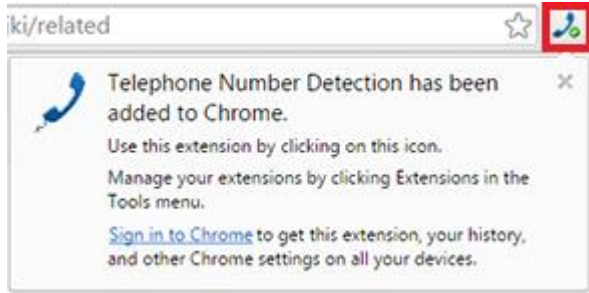 ki/related
Telephone Number Detection has been
added to Chrome.
Use this extension by clicking on this icon.
Manage your extensions by clicking Extensions in the
Tools menu.
Sign in to Chrome to get this extension, your history,
and other Chrome settings on all your devices.